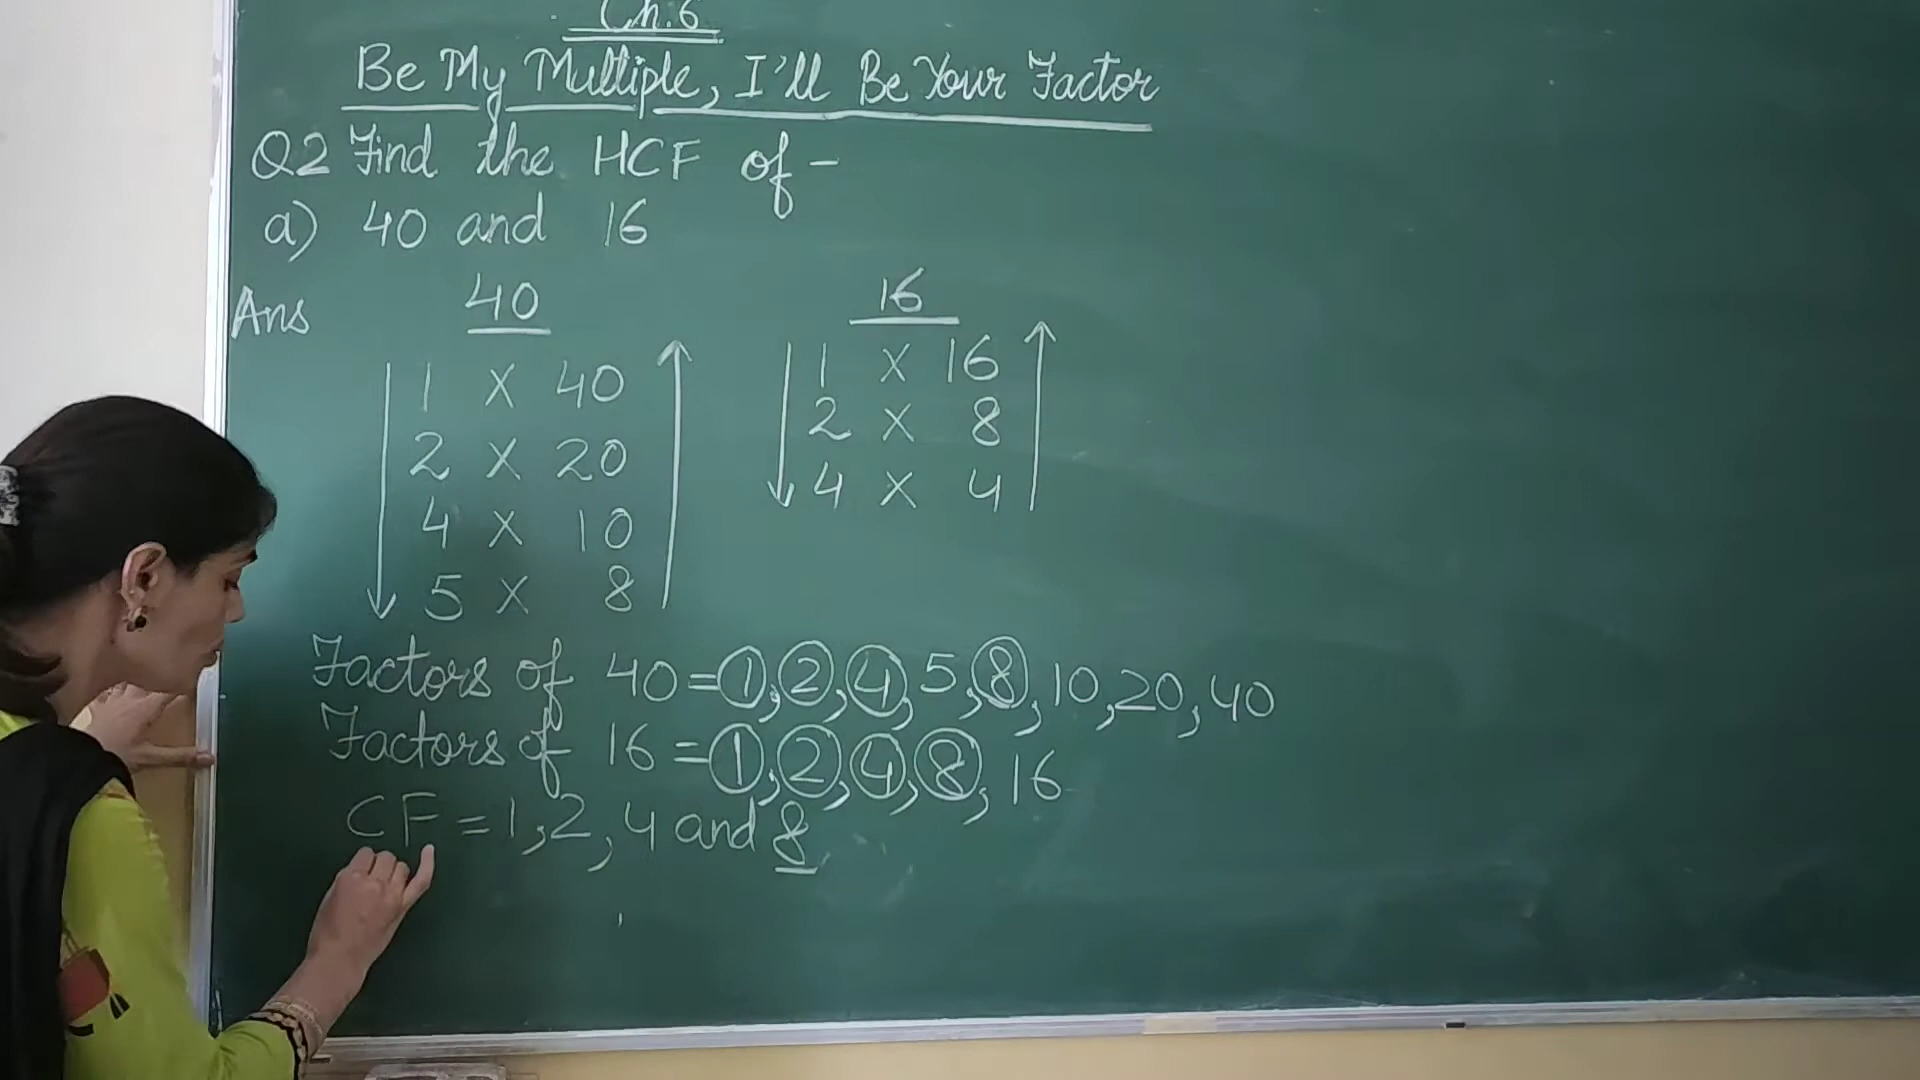 Ch.6
Be My Multiple, I'll Be Your Factor
Q2 Find the HCF of -
a) 40 and 16
Ans 40 16
1 X 40 1 X 16
2 X 20 2 X 8
4 X 10 4 X 4
5 X 8
Factors of 40 = 1, 2, 4, 5, 8, 10, 20, 40
Factors of 16 = 1, 2, 4, 8, 16
CF = 1, 2, 4 and 8